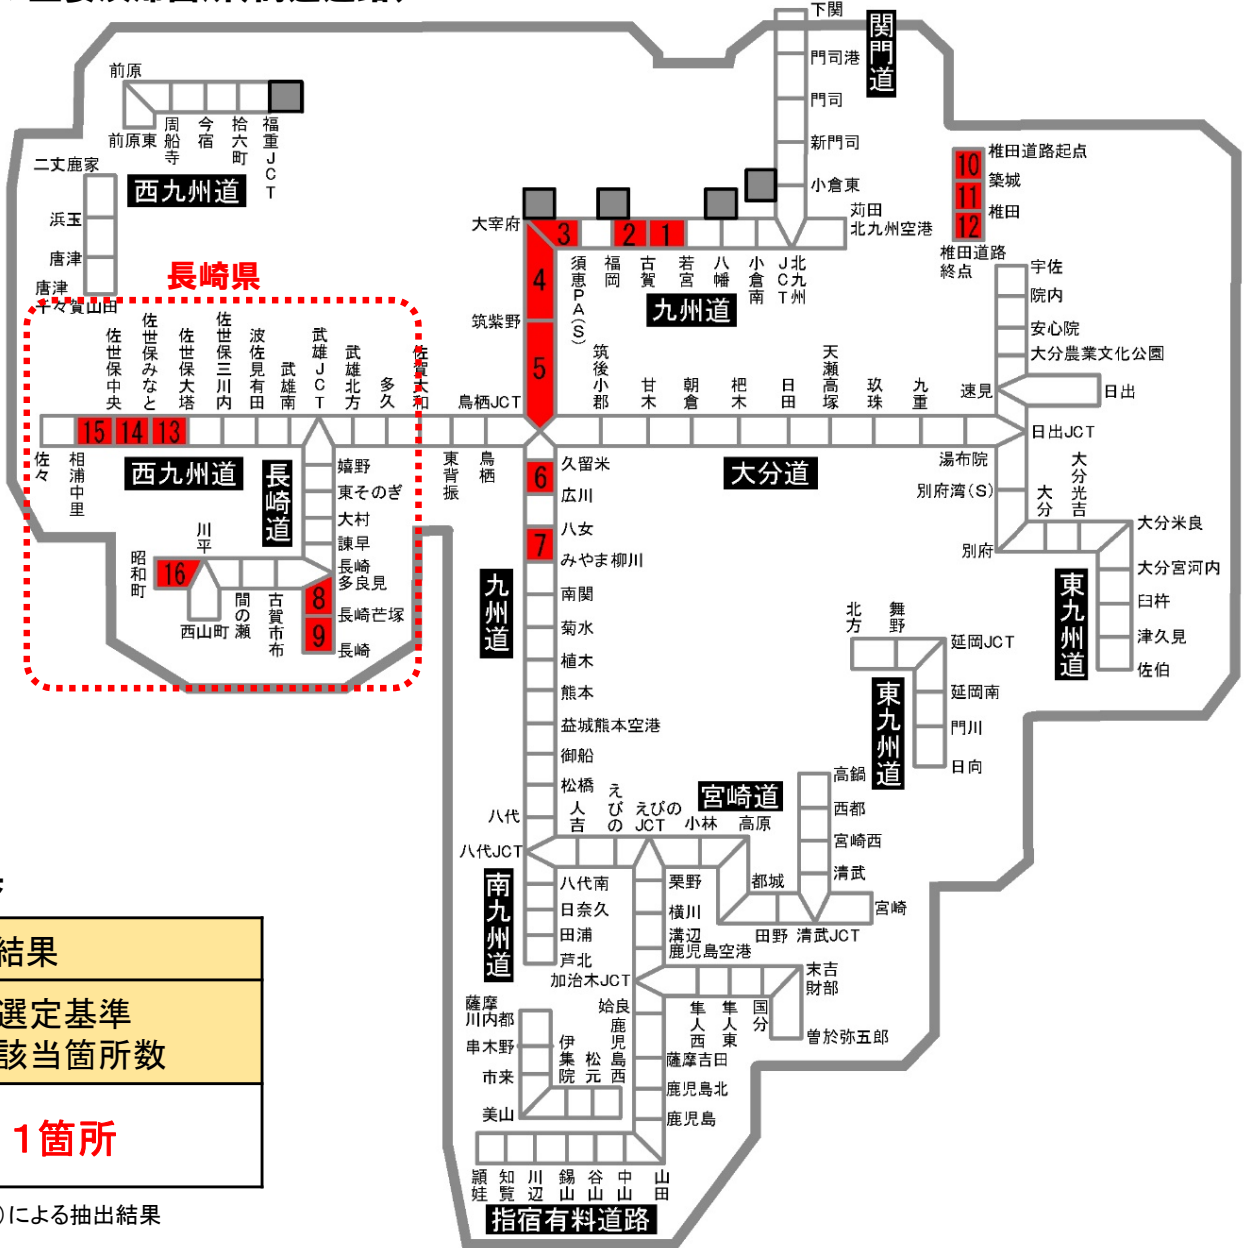 下関
門司港
門司
新門司
小倉東
関門道
苅田
北九州空港
前原
前原東
周船寺
今宿
拾六町
福重JCT
西九州道
二丈鹿家
浜玉
唐津
唐津
千々賀山田
長崎県
大宰府
3
2
1
須恵PA(S)
福岡
古賀
若宮
八幡
小倉南
北九州
JCT
九州道
4
筑紫野
5
10
11
12
椎田道路起点
築城
椎田
椎田道路
終点
宇佐
院内
安心院
大分農業文化公園
速見
日出
日出JCT
佐世保中央
佐世保みなと
佐世保大塔
佐世保三川内
波佐見有田
武雄南
武雄JCT
武雄北方
多久
佐賀大和
鳥栖JCT
筑後小郡
甘木
朝倉
杷木
日田
天瀬高塚
玖珠
九重
15
14
13
佐々
相浦中里
西九州道
長崎道
嬉野
東そのぎ
大村
諫早
長崎
多良見
長崎芒塚
長崎
東背振
鳥栖
大分道
湯布院
別府湾(S)
別府
大分
大分光吉
大分米良
大分宮河内
臼杵
津久見
佐伯
東九州道
昭和町
16
川平
西山町
間の瀬
古賀市布
8
9
6
7
久留米
広川
八女
みやま柳川
南関
菊水
植木
熊本
益城熊本空港
御船
松橋
八代
八代JCT
九州道
北方
舞野
延岡JCT
延岡南
門川
日向
東九州道
人吉
えびの
えびの
JCT
小林
高原
宮崎道
高鍋
西都
宮崎西
清武
都城
田野
清武JCT
宮崎
南九州道
八代南
日奈久
田浦
芦北
栗野
横川
溝辺
鹿児島空港
加治木JCT
隼人西
隼人東
国分
末吉
財部
曽於弥五郎
姶良
鹿児島西
薩摩吉田
鹿児島北
鹿児島
薩摩
川内都
串木野
市来
美山
伊集院
松元
頴娃
知覧
川辺
錫山
谷山
中山
山田
指宿有料道路
結果
選定基準
該当箇所数
1箇所
)による抽出結果